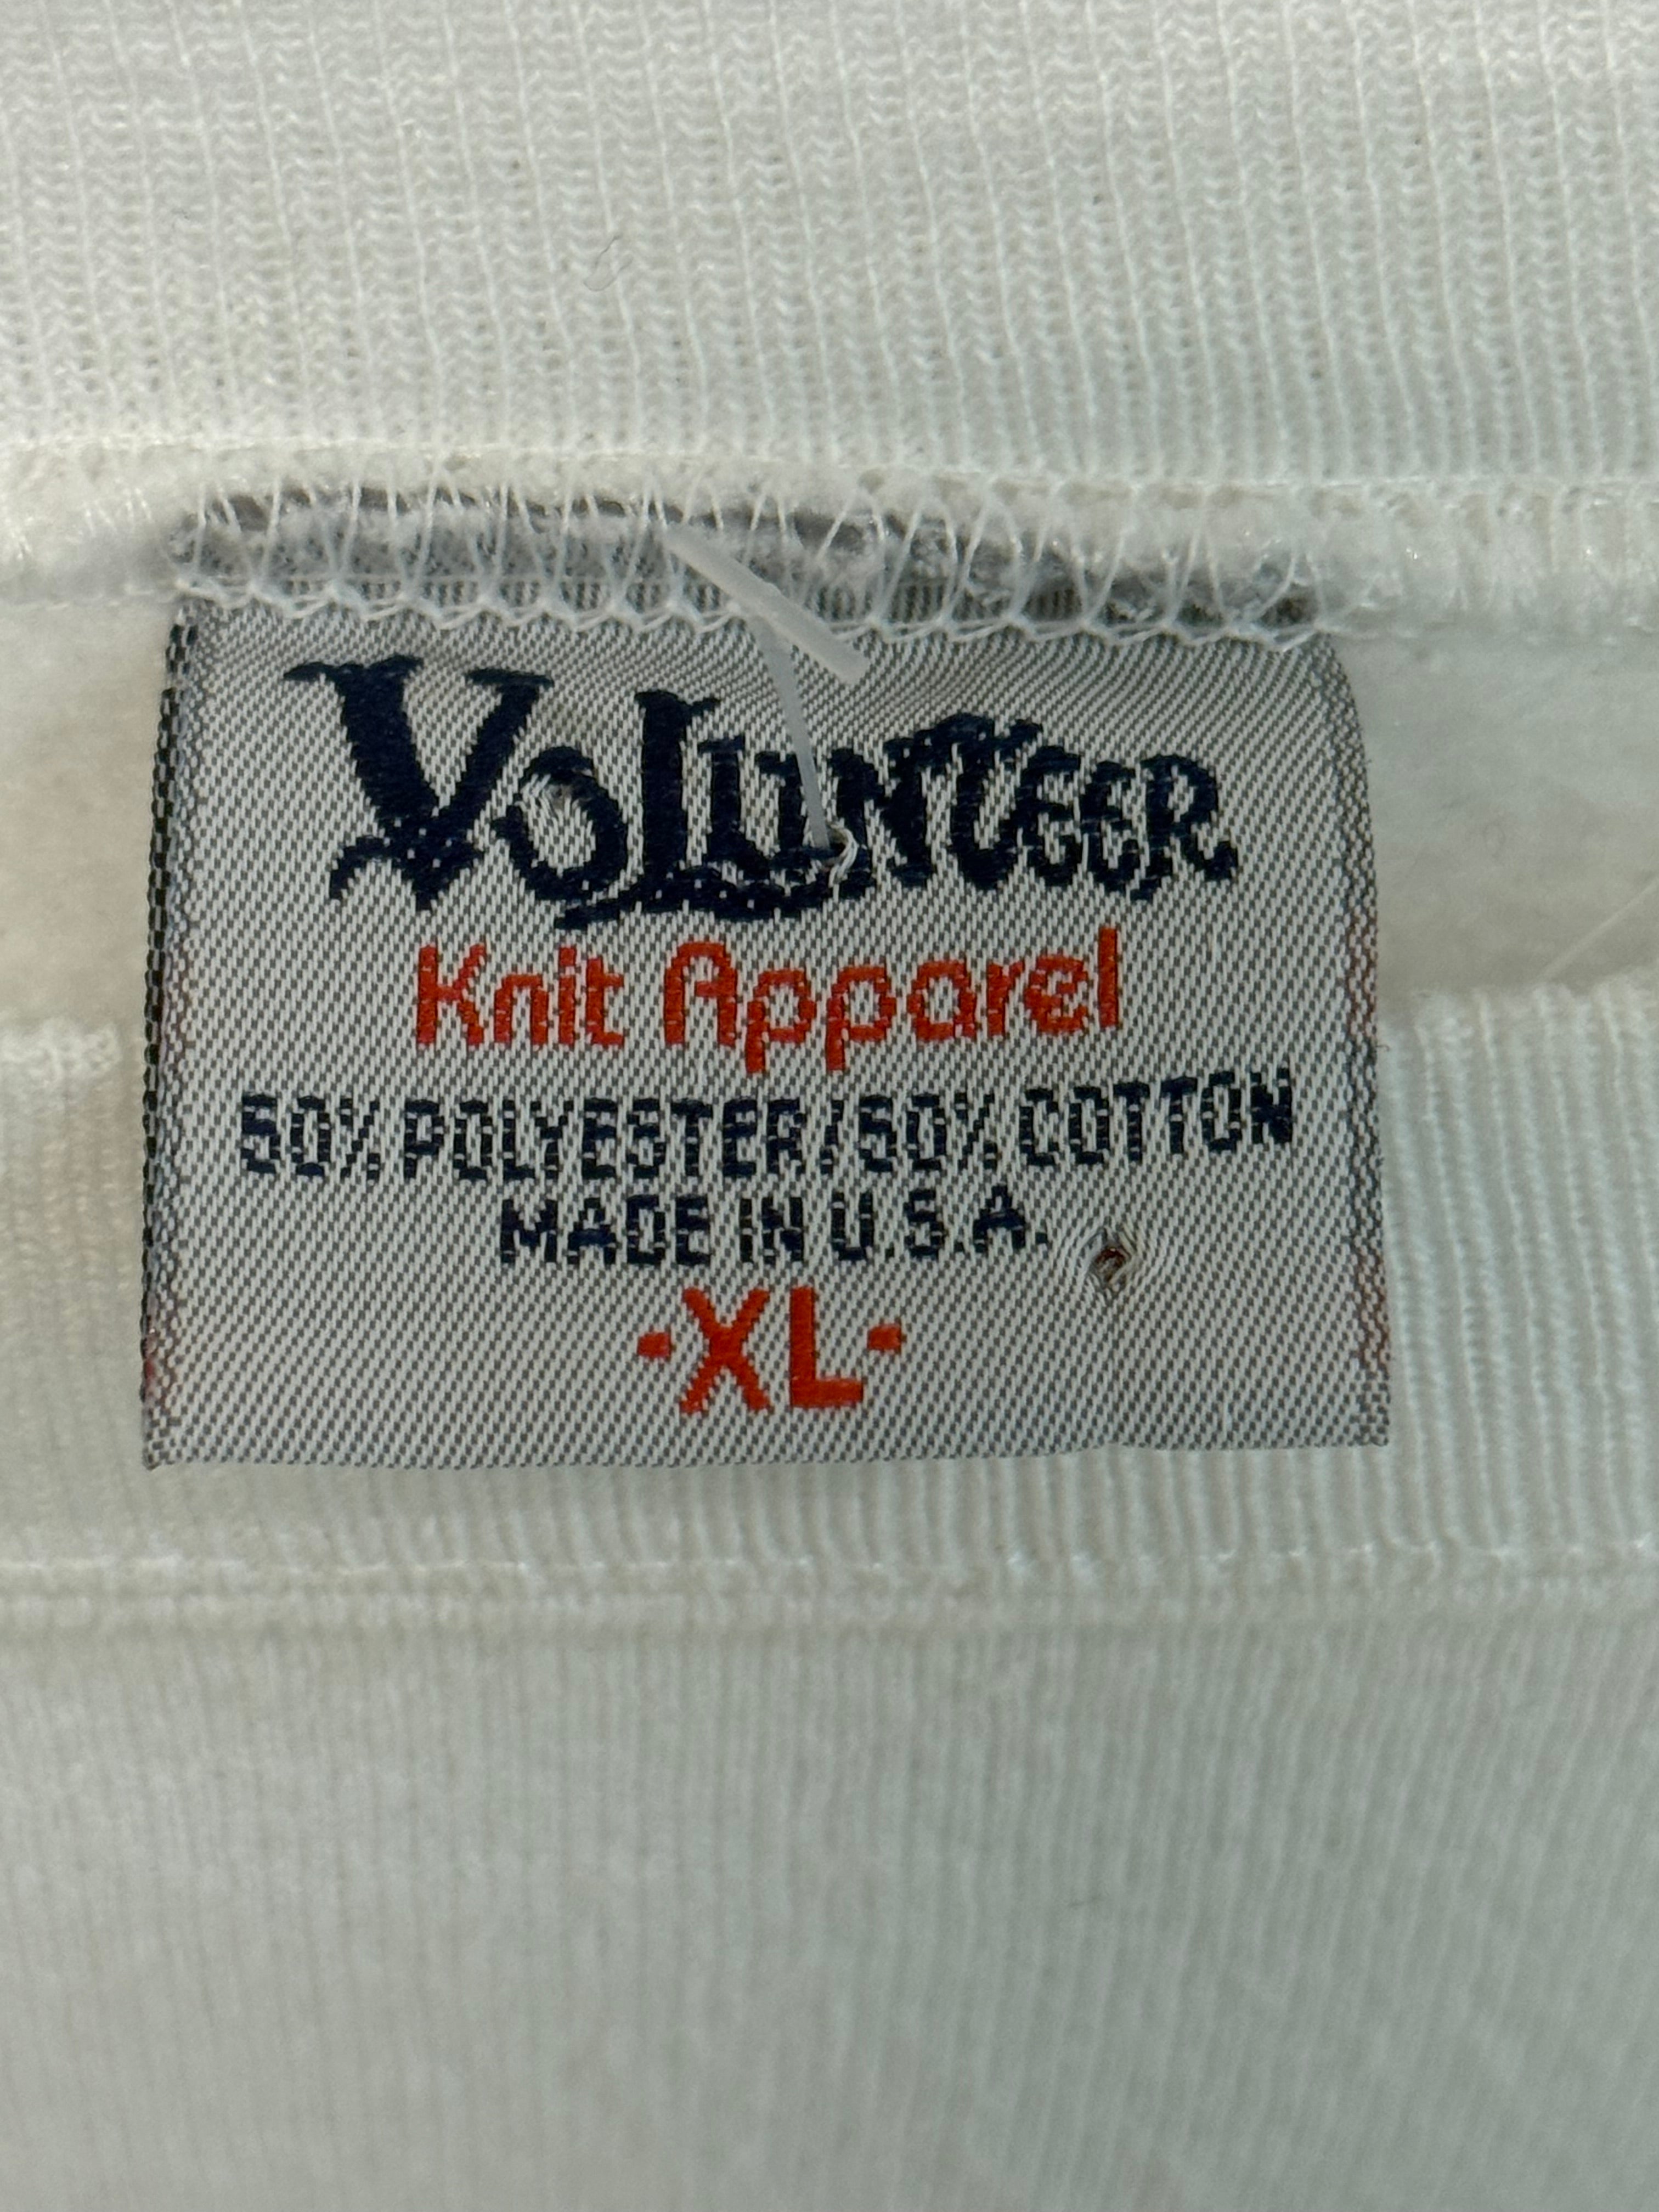 VOLUNTEER
Knit Apparel
50% POLYESTER/50% COTTON
MADE IN U.S.A.
·XL·